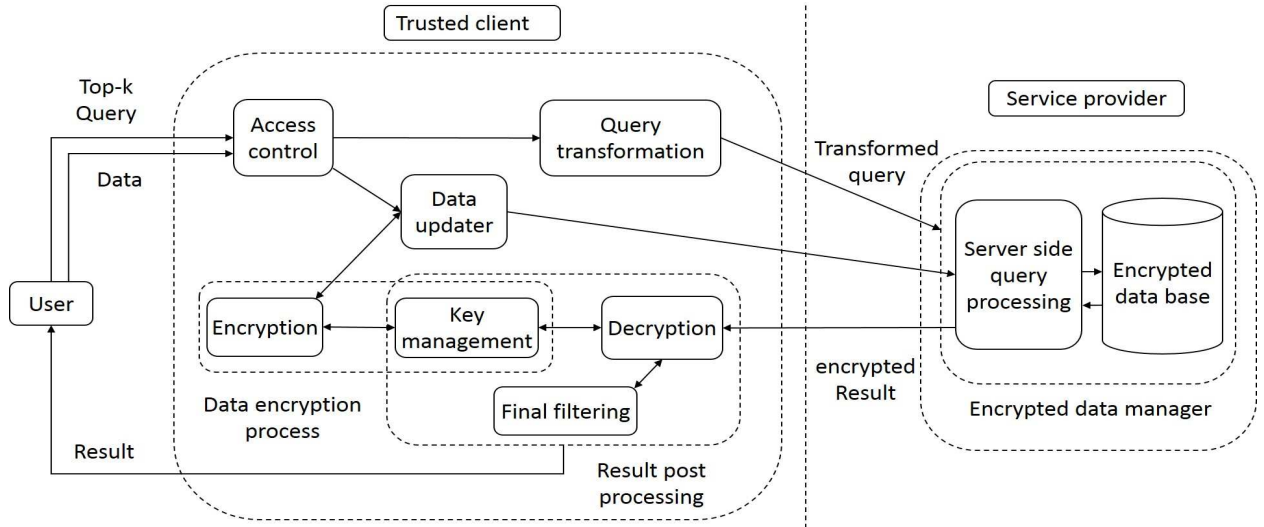 Trusted client
Service provider
Top-k
Query
Data
Access
control
Query
transformation
Transformed
query
Data
updater
Server side
query
processing
Encrypted
data base
User
Encryption
Key
management
Decryption
encrypted
Result
Final filtering
Data encryption
process
Encrypted data manager
Result
Result post
processing